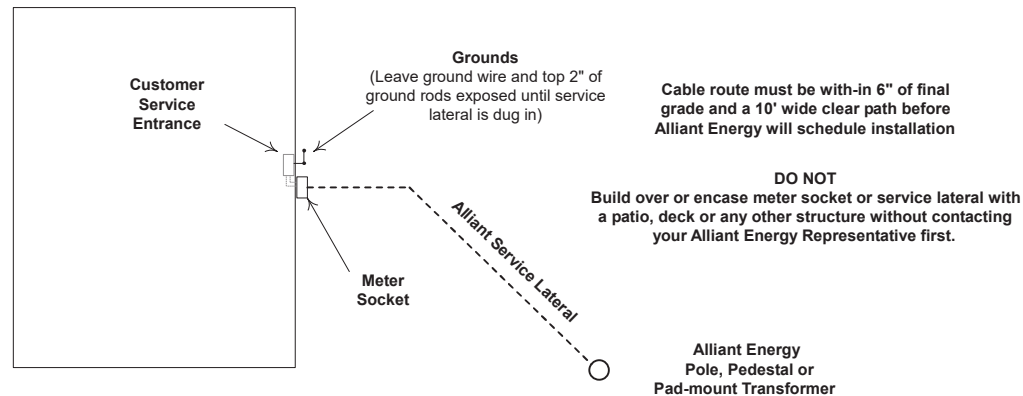 Grounds
(Leave ground wire and top 2" of
ground rods exposed until service
lateral is dug in)
Customer
Service
Entrance
Cable route must be with-in 6" of final
grade and a 10' wide clear path before
Alliant Energy will schedule installation
DO NOT
Build over or encase meter socket or service lateral with
a patio, deck or any other structure without contacting
your Alliant Energy Representative first.
Alliant Service Lateral
Meter
Socket
Alliant Energy
Pole, Pedestal or
Pad-mount Transformer